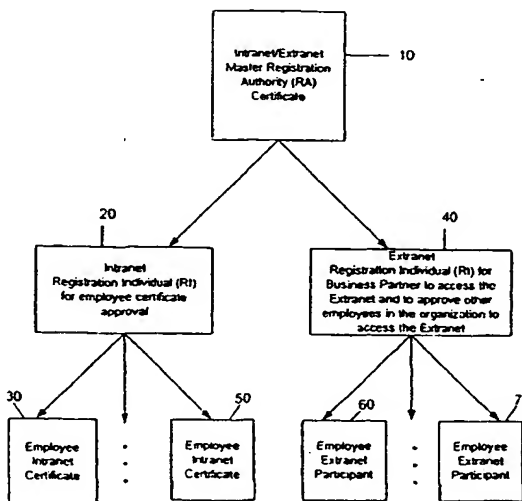 Intranet/Extranet
Master Registration
Authority (RA)
Certificate
10
20
Intranet
Registration Individual (RI)
for employee certificate
approval
40
Extranet
Registration Individual (RI) for
Business Partner to access the
Extranet and to approve other
employees in the organization to
access the Extranet
30
Employee
Intranet
Certificate
50
Employee
Intranet
Certificate
60
Employee
Extranet
Participant
Employee
Extranet
Participant